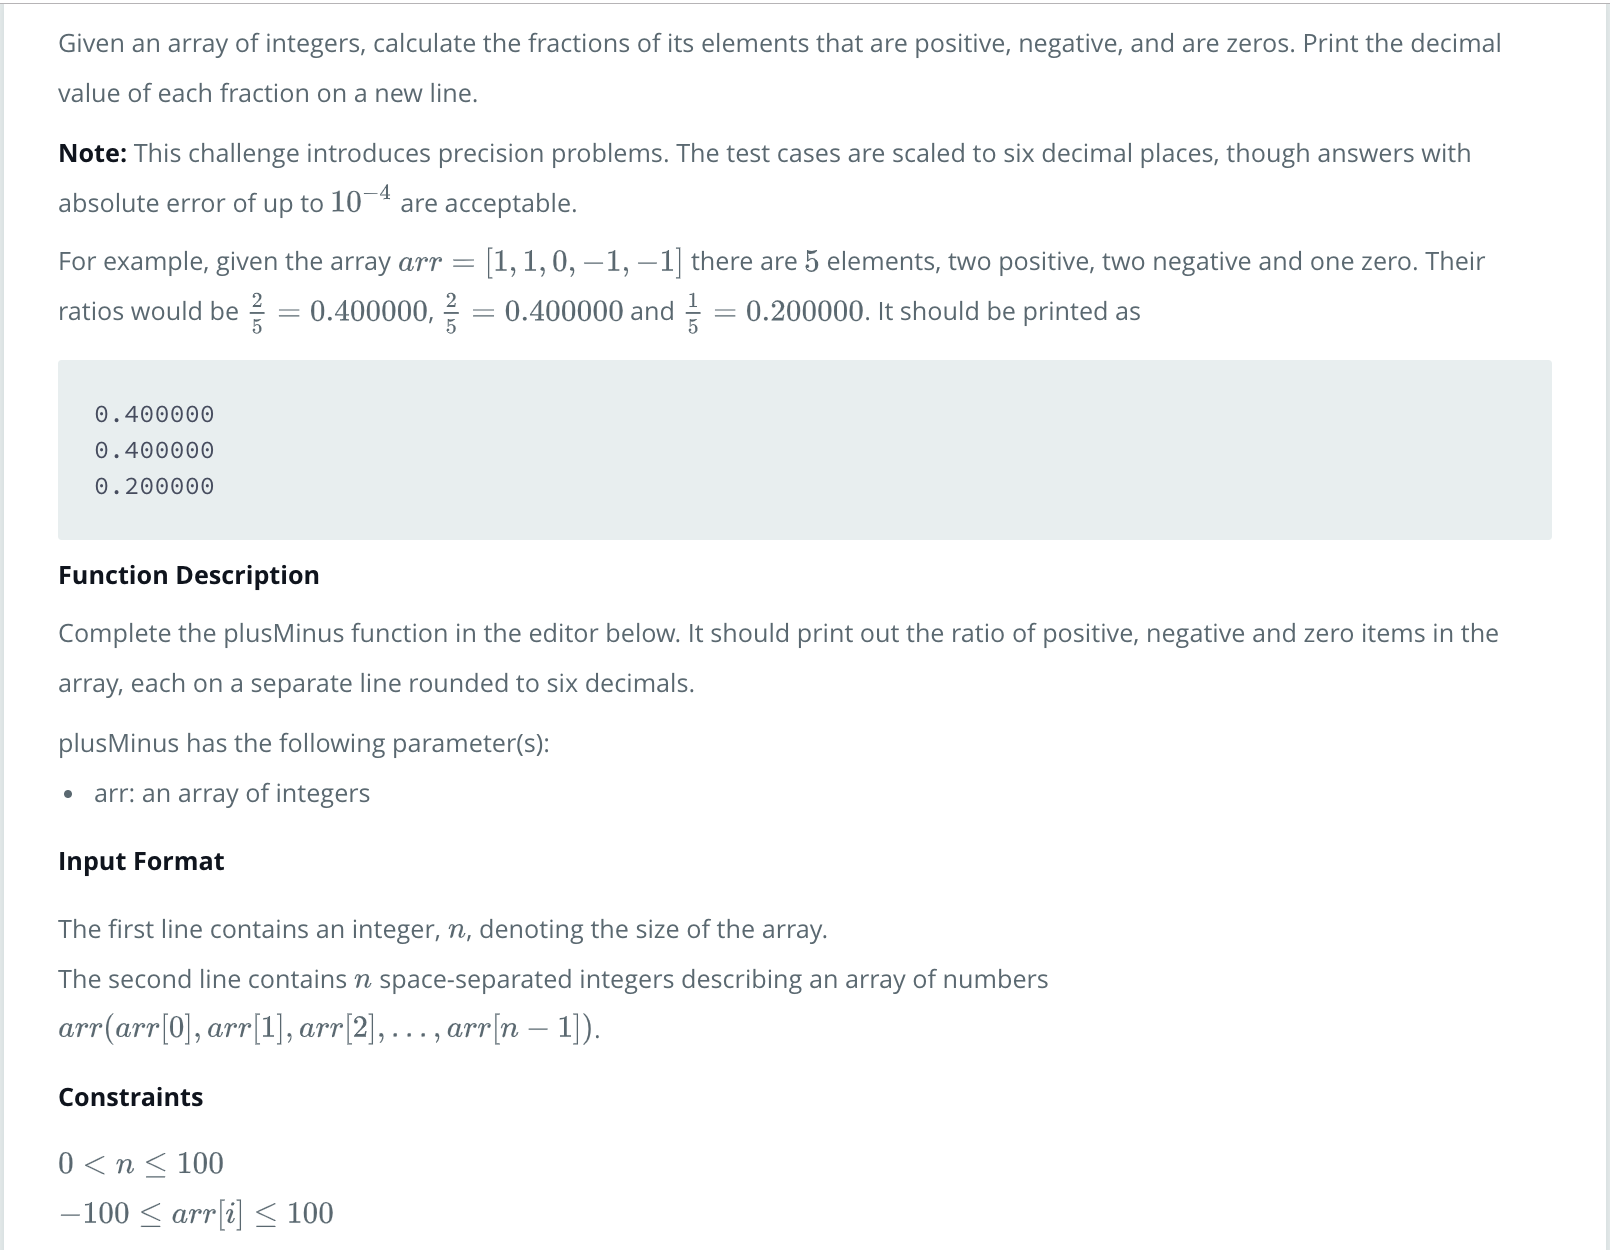 Given an array of integers, calculate the fractions of its elements that are positive, negative, and are zeros. Print the decimal
value of each fraction on a new line.
Note: This challenge introduces precision problems. The test cases are scaled to six decimal places, though answers with
absolute error of up to 10⁻⁴ are acceptable.
For example, given the array arr = [1, 1, 0, −1, −1] there are 5 elements, two positive, two negative and one zero. Their
ratios would be 2/5 = 0.400000, 2/5 = 0.400000 and 1/5 = 0.200000. It should be printed as
0.400000
0.400000
0.200000
Function Description
Complete the plusMinus function in the editor below. It should print out the ratio of positive, negative and zero items in the
array, each on a separate line rounded to six decimals.
plusMinus has the following parameter(s):
• arr: an array of integers
Input Format
The first line contains an integer, n, denoting the size of the array.
The second line contains n space-separated integers describing an array of numbers
arr(arr[0], arr[1], arr[2], . . . , arr[n − 1]).
Constraints
0 < n ≤ 100
−100 ≤ arr[i] ≤ 100